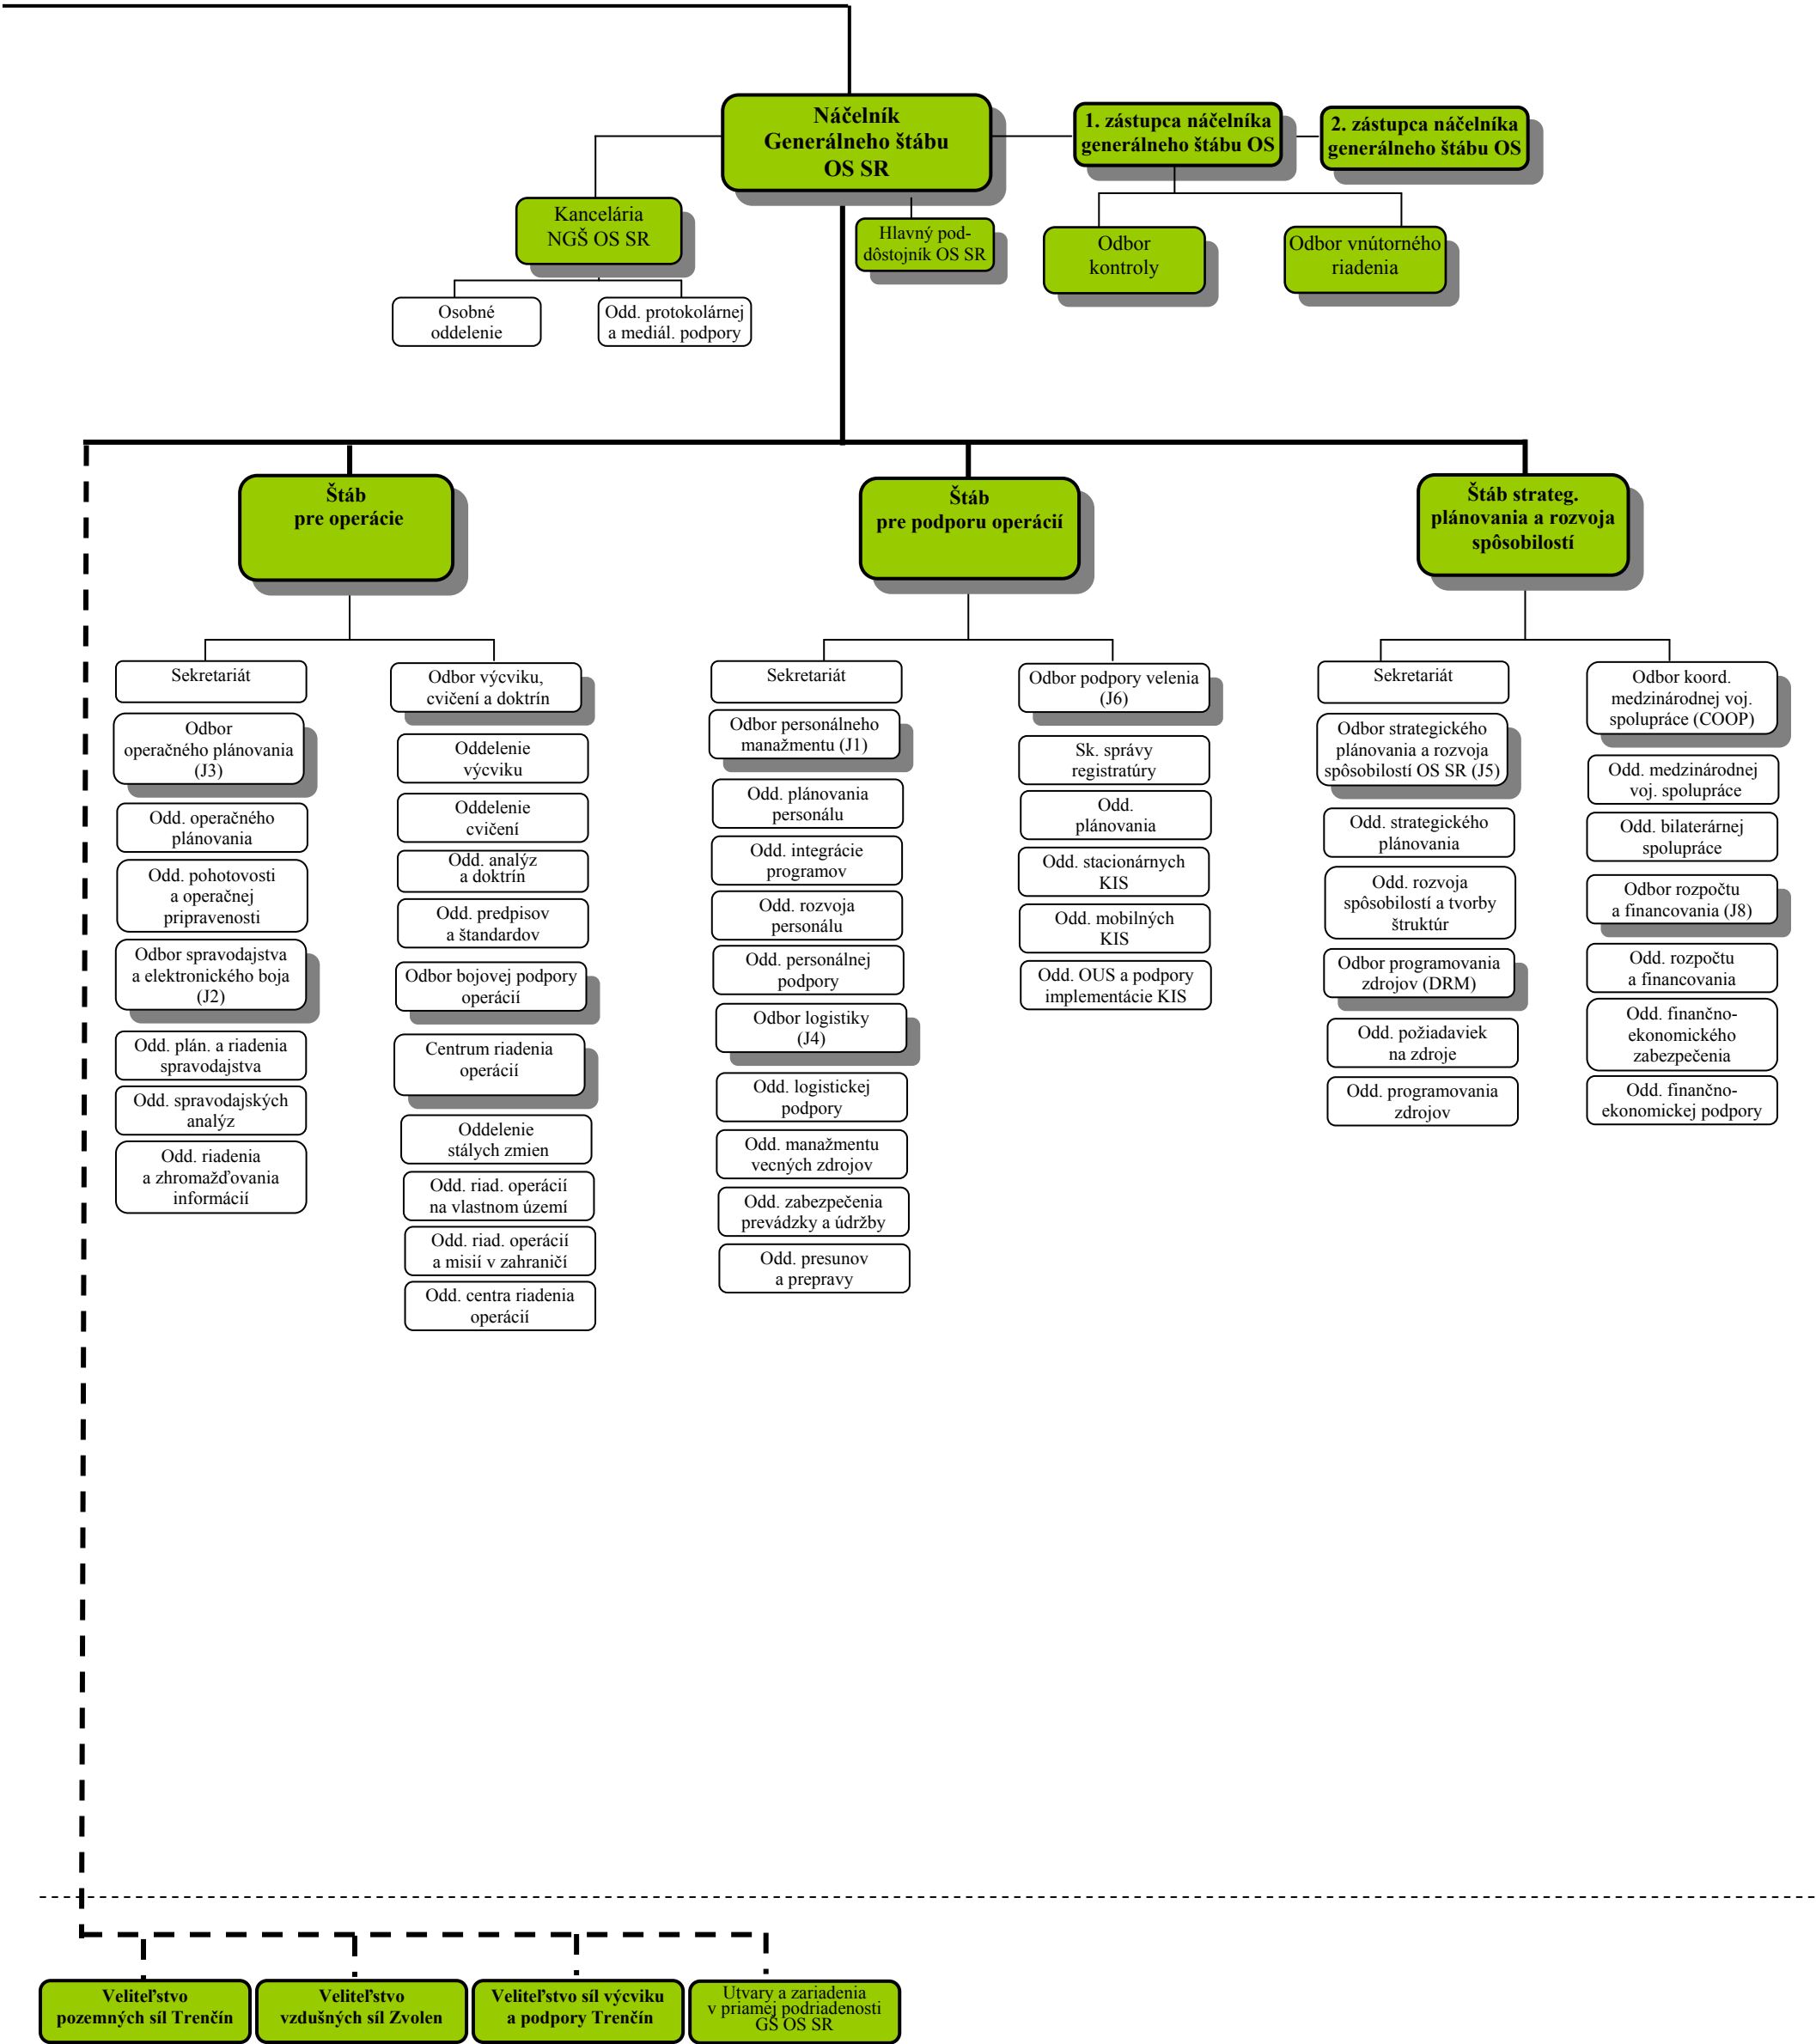 Náčelník
Generálneho štábu
OS SR
1. zástupca náčelníka
generálneho štábu OS
2. zástupca náčelníka
generálneho štábu OS
Kancelária
NGŠ OS SR
Hlavný pod-
dôstojník OS SR
Odbor
kontroly
Odbor vnútorného
riadenia
Osobné
oddelenie
Odd. protokolárnej
a mediál. podpory
Štáb
pre operácie
Štáb
pre podporu operácií
Štáb strateg.
plánovania a rozvoja
spôsobilostí
Sekretariát
Odbor
operačného plánovania
(J3)
Odd. operačného
plánovania
Odd. pohotovosti
a operačnej
pripravenosti
Odbor spravodajstva
a elektronického boja
(J2)
Odd. plán. a riadenia
spravodajstva
Odd. spravodajských
analýz
Odd. riadenia
a zhromažďovania
informácií
Odbor výcviku,
cvičení a doktrín
Oddelenie
výcviku
Oddelenie
cvičení
Odd. analýz
a doktrín
Odd. predpisov
a štandardov
Odbor bojovej podpory
operácií
Centrum riadenia
operácií
Oddelenie
stálych zmien
Odd. riad. operácií
na vlastnom území
Odd. riad. operácií
a misií v zahraničí
Odd. centra riadenia
operácií
Sekretariát
Odbor personálneho
manažmentu (J1)
Odd. plánovania
personálu
Odd. integrácie
programov
Odd. rozvoja
personálu
Odd. personálnej
podpory
Odbor logistiky
(J4)
Odd. logistickej
podpory
Odd. manažmentu
vecných zdrojov
Odd. zabezpečenia
prevádzky a údržby
Odd. presunov
a prepravy
Odbor podpory velenia
(J6)
Sk. správy
registratúry
Odd.
plánovania
Odd. stacionárnych
KIS
Odd. mobilných
KIS
Odd. OUS a podpory
implementácie KIS
Sekretariát
Odbor strategického
plánovania a rozvoja
spôsobilostí OS SR (J5)
Odd. strategického
plánovania
Odd. rozvoja
spôsobilostí a tvorby
štruktúr
Odbor programovania
zdrojov (DRM)
Odd. požiadaviek
na zdroje
Odd. programovania
zdrojov
Odbor koord.
medzinárodnej voj.
spolupráce (COOP)
Odd. medzinárodnej
voj. spolupráce
Odd. bilaterárnej
spolupráce
Odbor rozpočtu
a financovania (J8)
Odd. rozpočtu
a financovania
Odd. finančno-
ekonomického
zabezpečenia
Odd. finančno-
ekonomickej podpory
Veliteľstvo
pozemných síl Trenčín
Veliteľstvo
vzdušných síl Zvolen
Veliteľstvo síl výcviku
a podpory Trenčín
Utvary a zariadenia
v priamej podriadenosti
GŠ OS SR